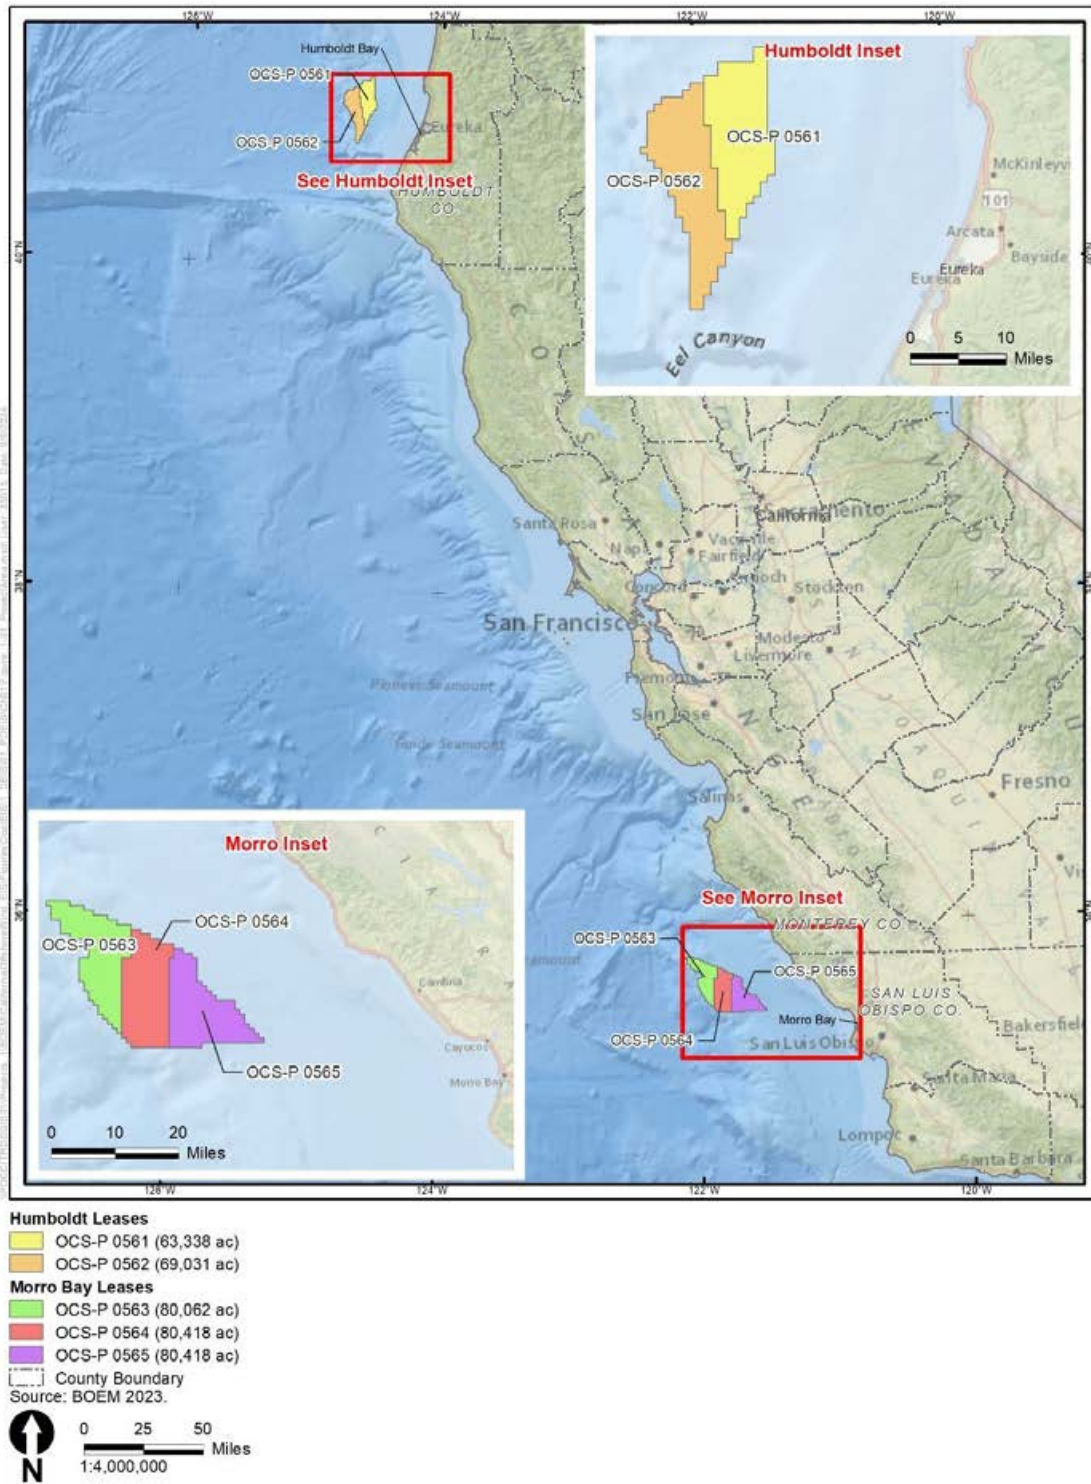 126°W 124°W 122°W 120°W
Humboldt Bay
OCS-P 0561
OCS-P 0562
Eureka
See Humboldt Inset
HUMBOLDT
CO
40°N
Humboldt Inset
OCS-P 0561
OCS-P 0562
McKinleyv
101
Arcata
Bayside
Eureka
Eureka
Eel Canyon
0 5 10
Miles
Santa Rosa
Sacramento
California
Napa
Vacaville
Fairfield
Concord
Antioch
Stockton
38°N
San Francisco
Modesto
Livermore
Fremont
San Jose
Pioneer Seamount
Guide Seamount
Salinas
Fresno
Vis
Morro Inset
OCS-P 0564
OCS-P 0563
OCS-P 0565
Cambria
Cayucos
Morro Bay
0 10 20
Miles
36°N
See Morro Inset
MONTEREY CO
OCS-P 0563
OCS-P 0565
OCS-P 0564
SAN LUIS
OBISPO CO.
Morro Bay
San Luis Obispo
Bakersfiel
Santa Maria
Lompoc
Santa Barbara
126°W 124°W 122°W 120°W
Humboldt Leases
OCS-P 0561 (63,338 ac)
OCS-P 0562 (69,031 ac)
Morro Bay Leases
OCS-P 0563 (80,062 ac)
OCS-P 0564 (80,418 ac)
OCS-P 0565 (80,418 ac)
County Boundary
Source: BOEM 2023.
N
0 25 50
Miles
1:4,000,000